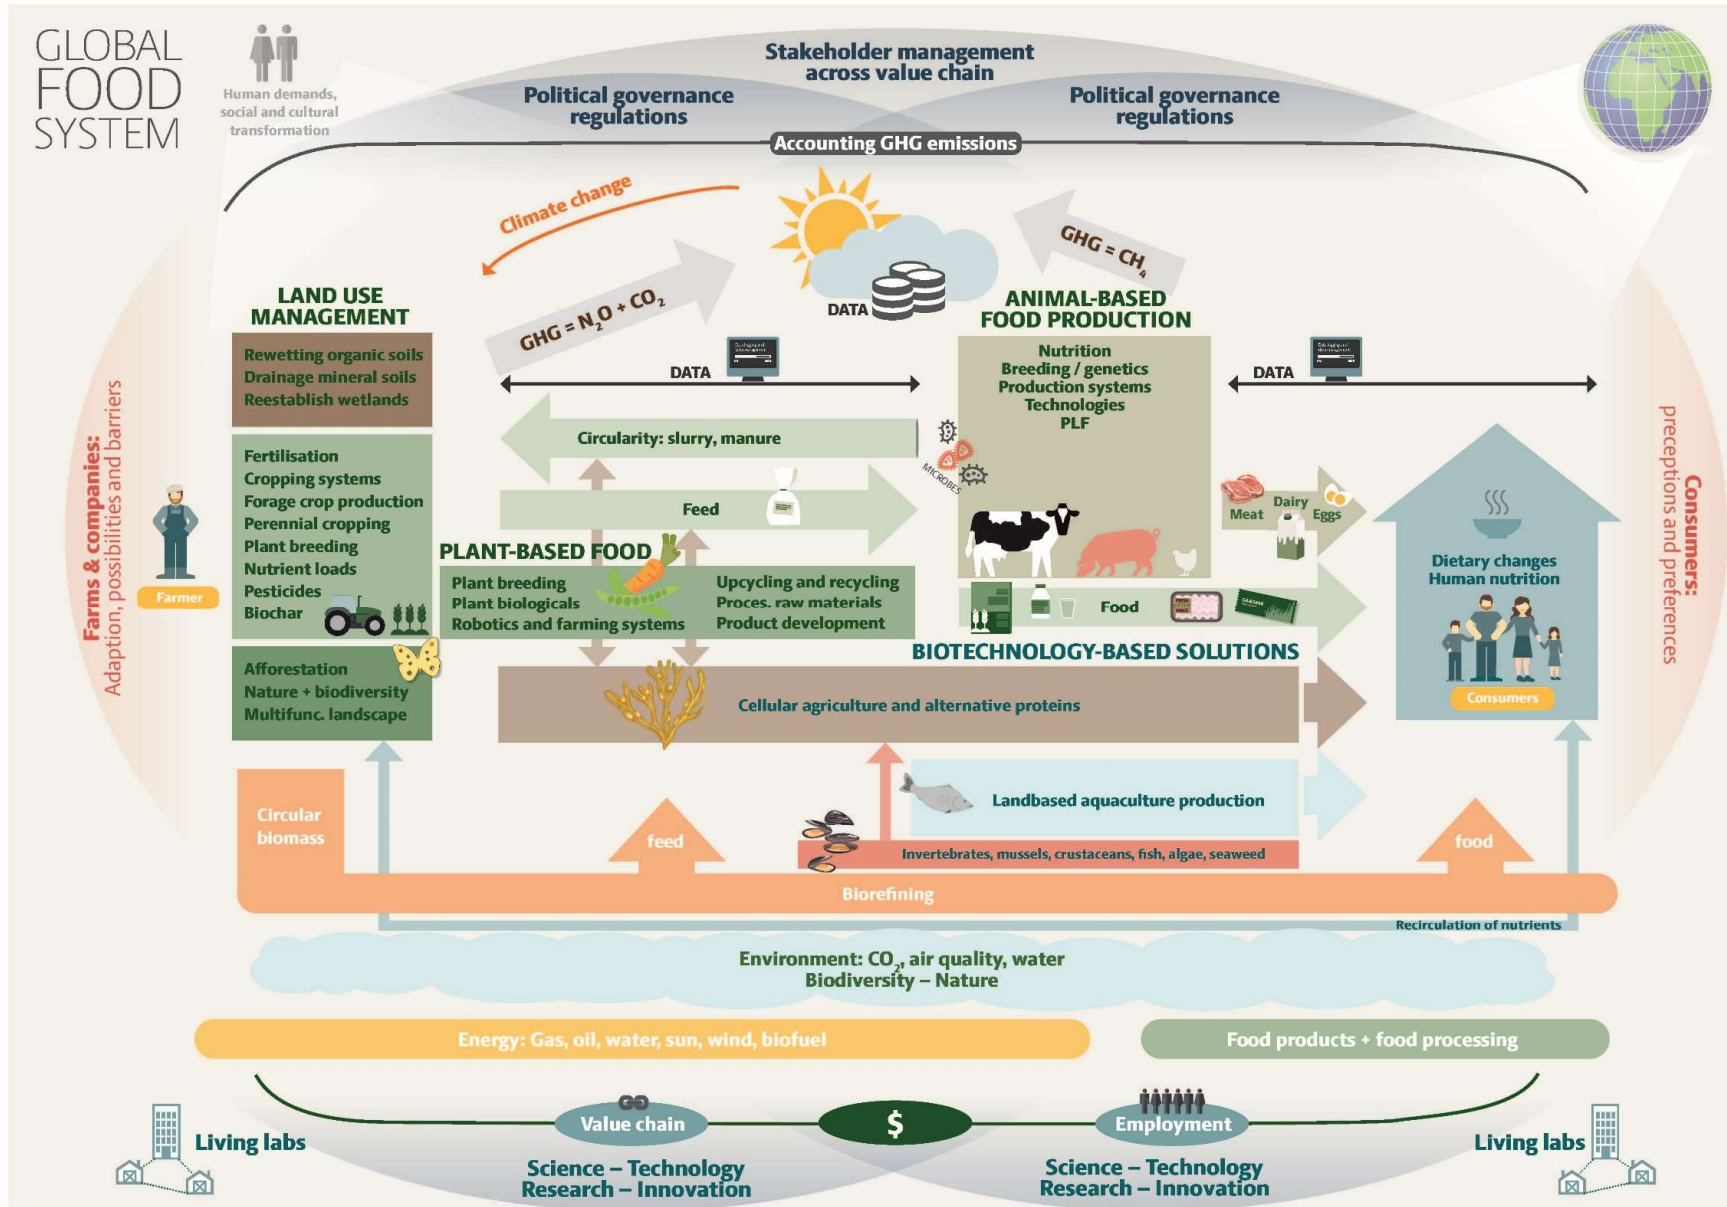 GLOBAL
FOOD
SYSTEM
Human demands,
social and cultural
transformation
Stakeholder management
across value chain
Political governance
regulations
Political governance
regulations
Accounting GHG emissions
Climate change
GHG = N₂O + CO₂
GHG = CH₄
DATA
LAND USE
MANAGEMENT
Rewetting organic soils
Drainage mineral soils
Reestablish wetlands
Fertilisation
Cropping systems
Forage crop production
Perennial cropping
Plant breeding
Nutrient loads
Pesticides
Biochar
Afforestation
Nature + biodiversity
Multifunc. landscape
Farms & companies:
Adaption, possibilities and barriers
Farmer
DATA
Circularity: slurry, manure
MICROBES
Feed
PLANT-BASED FOOD
Plant breeding
Plant biologicals
Robotics and farming systems
Upcycling and recycling
Proces. raw materials
Product development
ANIMAL-BASED
FOOD PRODUCTION
Nutrition
Breeding / genetics
Production systems
Technologies
PLF
DATA
Meat
Dairy
Eggs
Food
BIOTECHNOLOGY-BASED SOLUTIONS
Cellular agriculture and alternative proteins
Landbased aquaculture production
Invertebrates, mussels, crustaceans, fish, algae, seaweed
Dietary changes
Human nutrition
Consumers
Consumers:
preceptions and preferences
Circular
biomass
feed
food
Biorefining
Recirculation of nutrients
Environment: CO₂, air quality, water
Biodiversity – Nature
Energy: Gas, oil, water, sun, wind, biofuel
Food products + food processing
Value chain
$
Employment
Living labs
Living labs
Science – Technology
Research – Innovation
Science – Technology
Research – Innovation